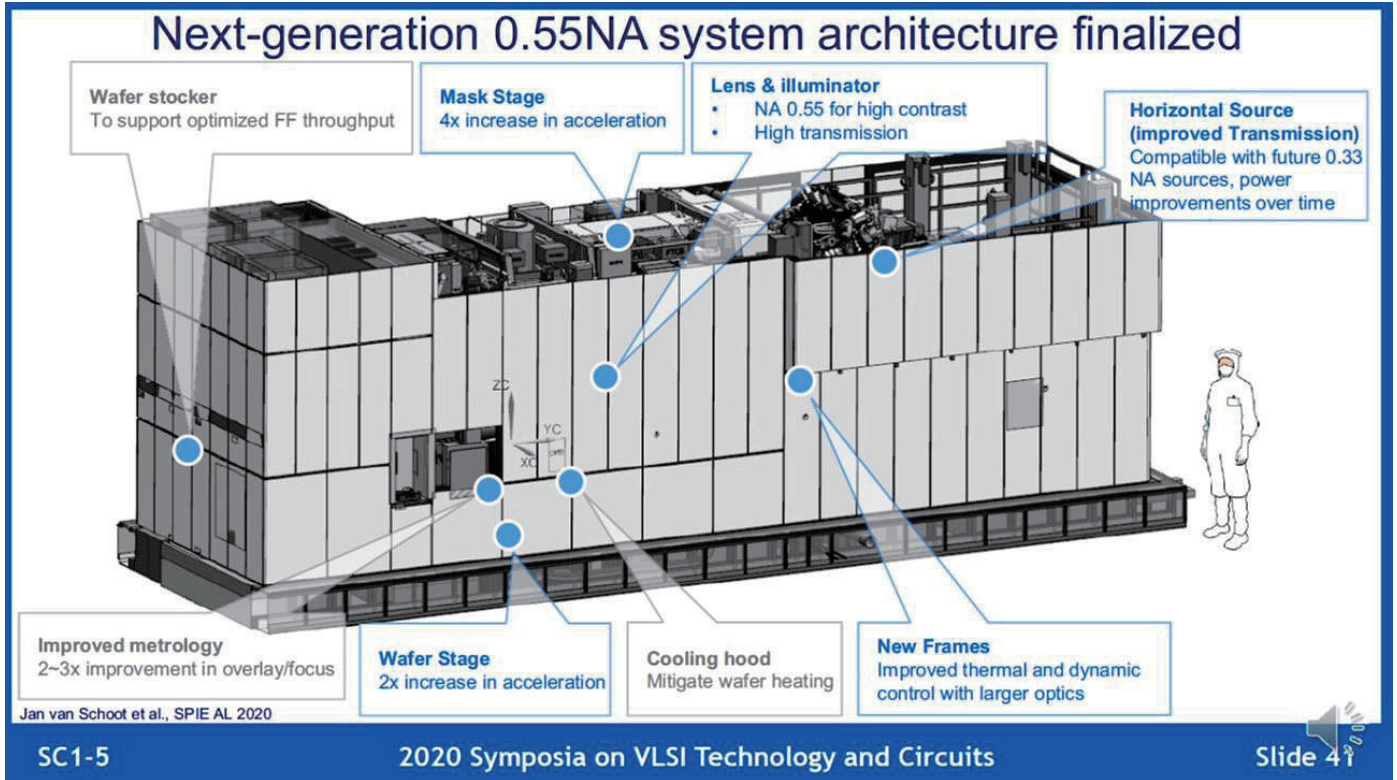 Next-generation 0.55NA system architecture finalized
Wafer stocker
To support optimized FF throughput
Mask Stage
4x increase in acceleration
Lens & illuminator
• NA 0.55 for high contrast
• High transmission
Horizontal Source
(improved Transmission)
Compatible with future 0.33
NA sources, power
improvements over time
ZC
YC
XC
Improved metrology
2~3x improvement in overlay/focus
Wafer Stage
2x increase in acceleration
Cooling hood
Mitigate wafer heating
New Frames
Improved thermal and dynamic
control with larger optics
Jan van Schoot et al., SPIE AL 2020
SC1-5
2020 Symposia on VLSI Technology and Circuits
Slide 41